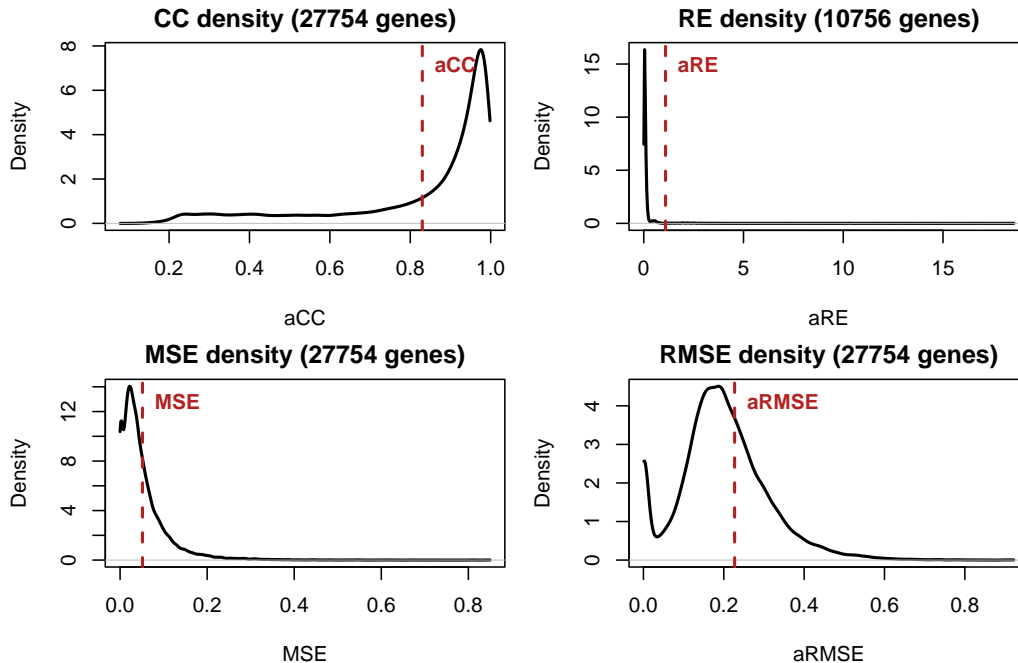 CC density (27754 genes)
Density
0 2 4 6 8
aCC
0.2 0.4 0.6 0.8 1.0
aCC
RE density (10756 genes)
Density
0 5 10 15
aRE
0 5 10 15
aRE
MSE density (27754 genes)
Density
0 4 8 12
MSE
0.0 0.2 0.4 0.6 0.8
MSE
RMSE density (27754 genes)
Density
0 1 2 3 4
aRMSE
0.0 0.2 0.4 0.6 0.8
aRMSE